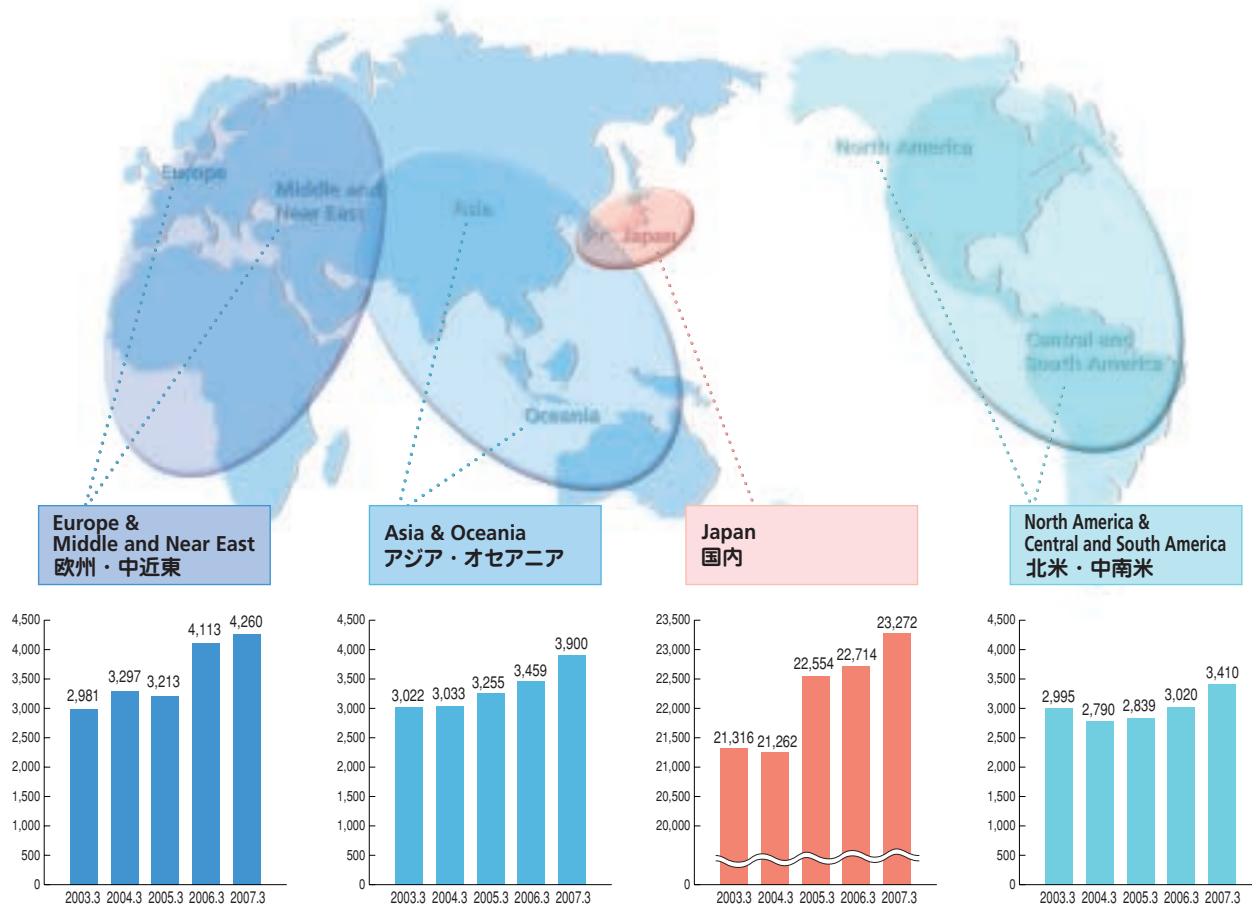 Europe
Middle and
Near East
Asia
Japan
Oceania
North America
Central and
South America
Europe &
Middle and Near East
欧州・中近東
Asia & Oceania
アジア・オセアニア
Japan
国内
North America &
Central and South America
北米・中南米
4,500
4,000
3,500
3,000
2,500
2,000
1,500
1,000
500
0
2,981
3,297
3,213
4,113
4,260
2003.3 2004.3 2005.3 2006.3 2007.3
4,500
4,000
3,500
3,000
2,500
2,000
1,500
1,000
500
0
3,022
3,033
3,255
3,459
3,900
2003.3 2004.3 2005.3 2006.3 2007.3
23,500
23,000
22,500
22,000
21,500
21,000
20,000
500
0
21,316
21,262
22,554
22,714
23,272
2003.3 2004.3 2005.3 2006.3 2007.3
4,500
4,000
3,500
3,000
2,500
2,000
1,500
1,000
500
0
2,995
2,790
2,839
3,020
3,410
2003.3 2004.3 2005.3 2006.3 2007.3